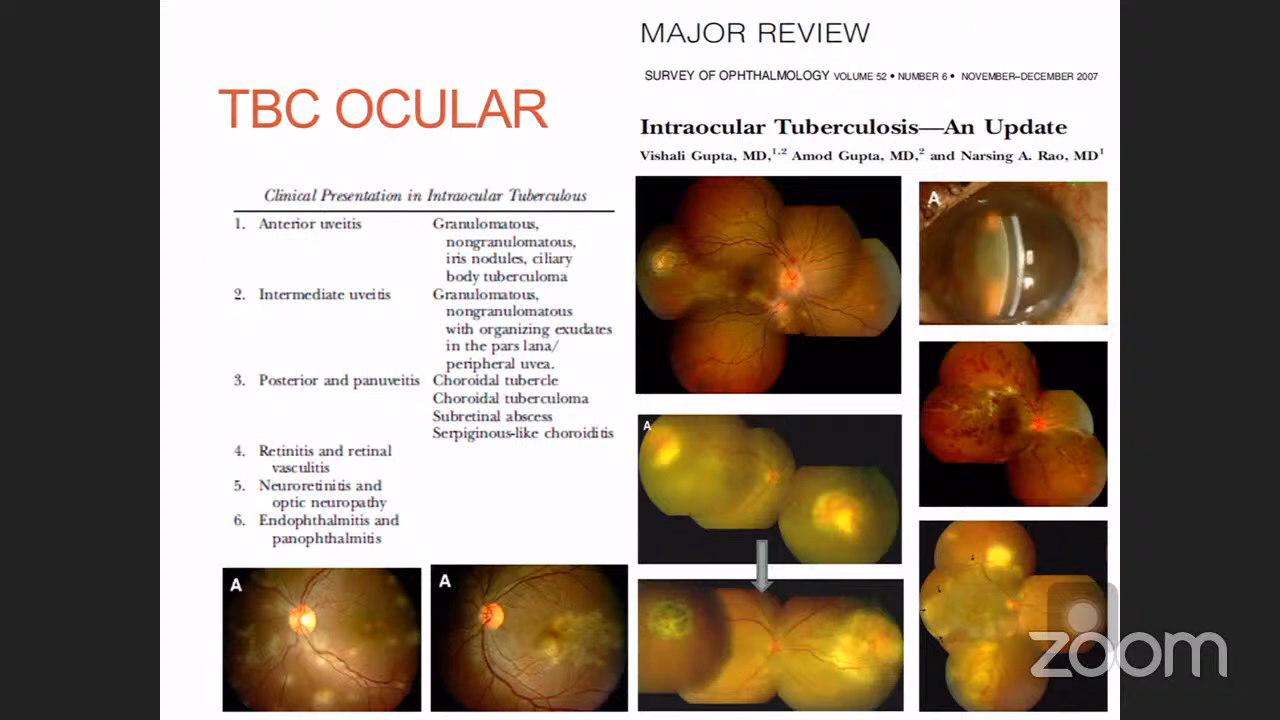 MAJOR REVIEW
SURVEY OF OPHTHALMOLOGY VOLUME 52 • NUMBER 6 • NOVEMBER–DECEMBER 2007
TBC OCULAR
Intraocular Tuberculosis—An Update
Vishali Gupta, MD,1,2 Amod Gupta, MD,2 and Narsing A. Rao, MD1
Clinical Presentation in Intraocular Tuberculous
1. Anterior uveitis Granulomatous,
nongranulomatous,
iris nodules, ciliary
body tuberculoma
2. Intermediate uveitis Granulomatous,
nongranulomatous
with organizing exudates
in the pars lana/
peripheral uvea.
3. Posterior and panuveitis Choroidal tubercle
Choroidal tuberculoma
Subretinal abscess
Serpiginous-like choroiditis
4. Retinitis and retinal
vasculitis
5. Neuroretinitis and
optic neuropathy
6. Endophthalmitis and
panophthalmitis
A
A
A
A
zoom